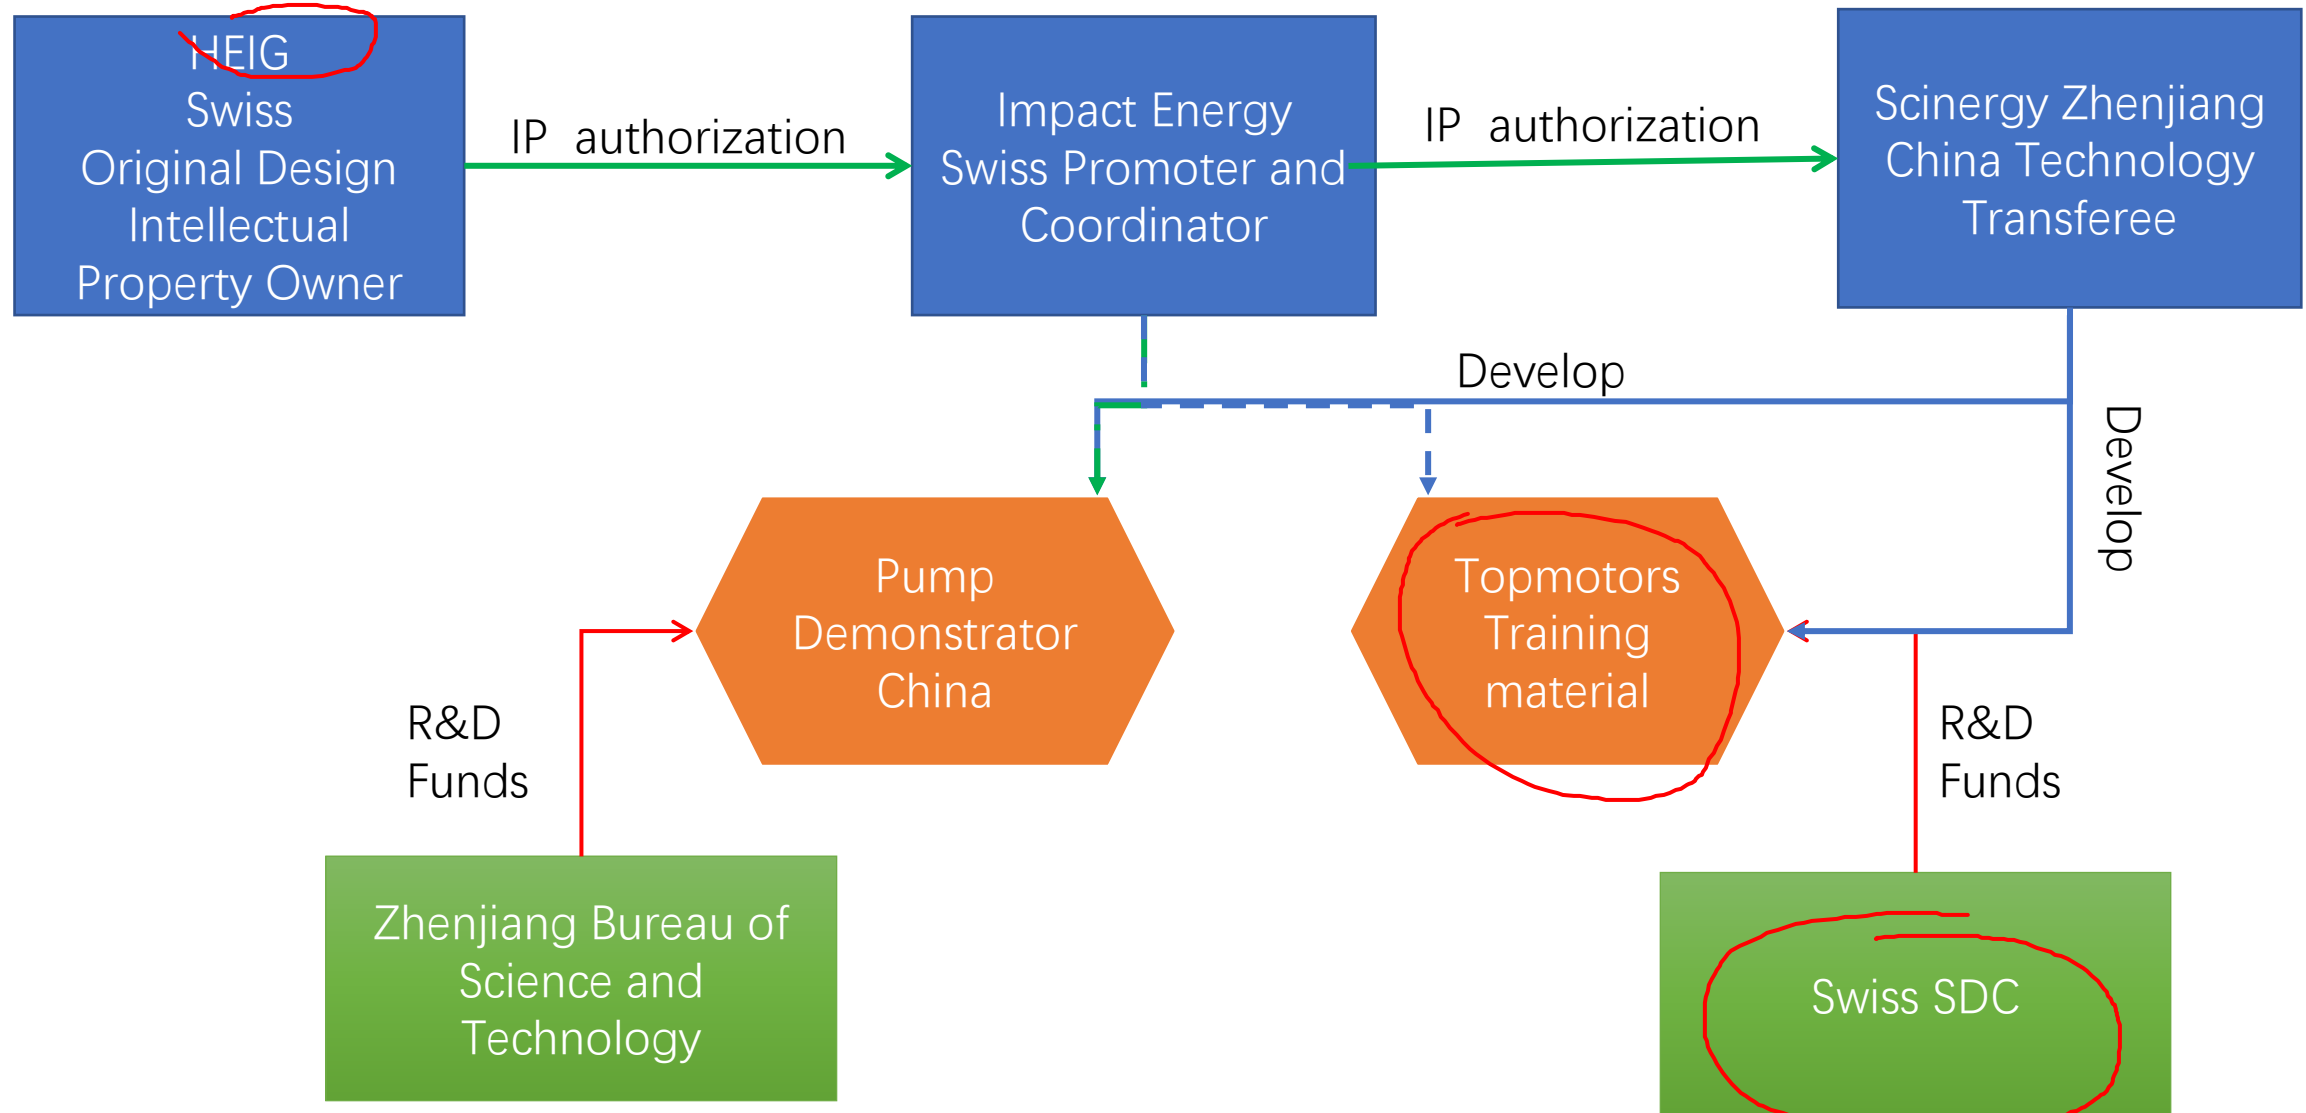 HEIG
Swiss
Original Design
Intellectual
Property Owner
IP authorization
Impact Energy
Swiss Promoter and
Coordinator
IP authorization
Scinergy Zhenjiang
China Technology
Transferee
Develop
Develop
Pump
Demonstrator
China
Topmotors
Training
material
R&D
Funds
R&D
Funds
Zhenjiang Bureau of
Science and
Technology
Swiss SDC